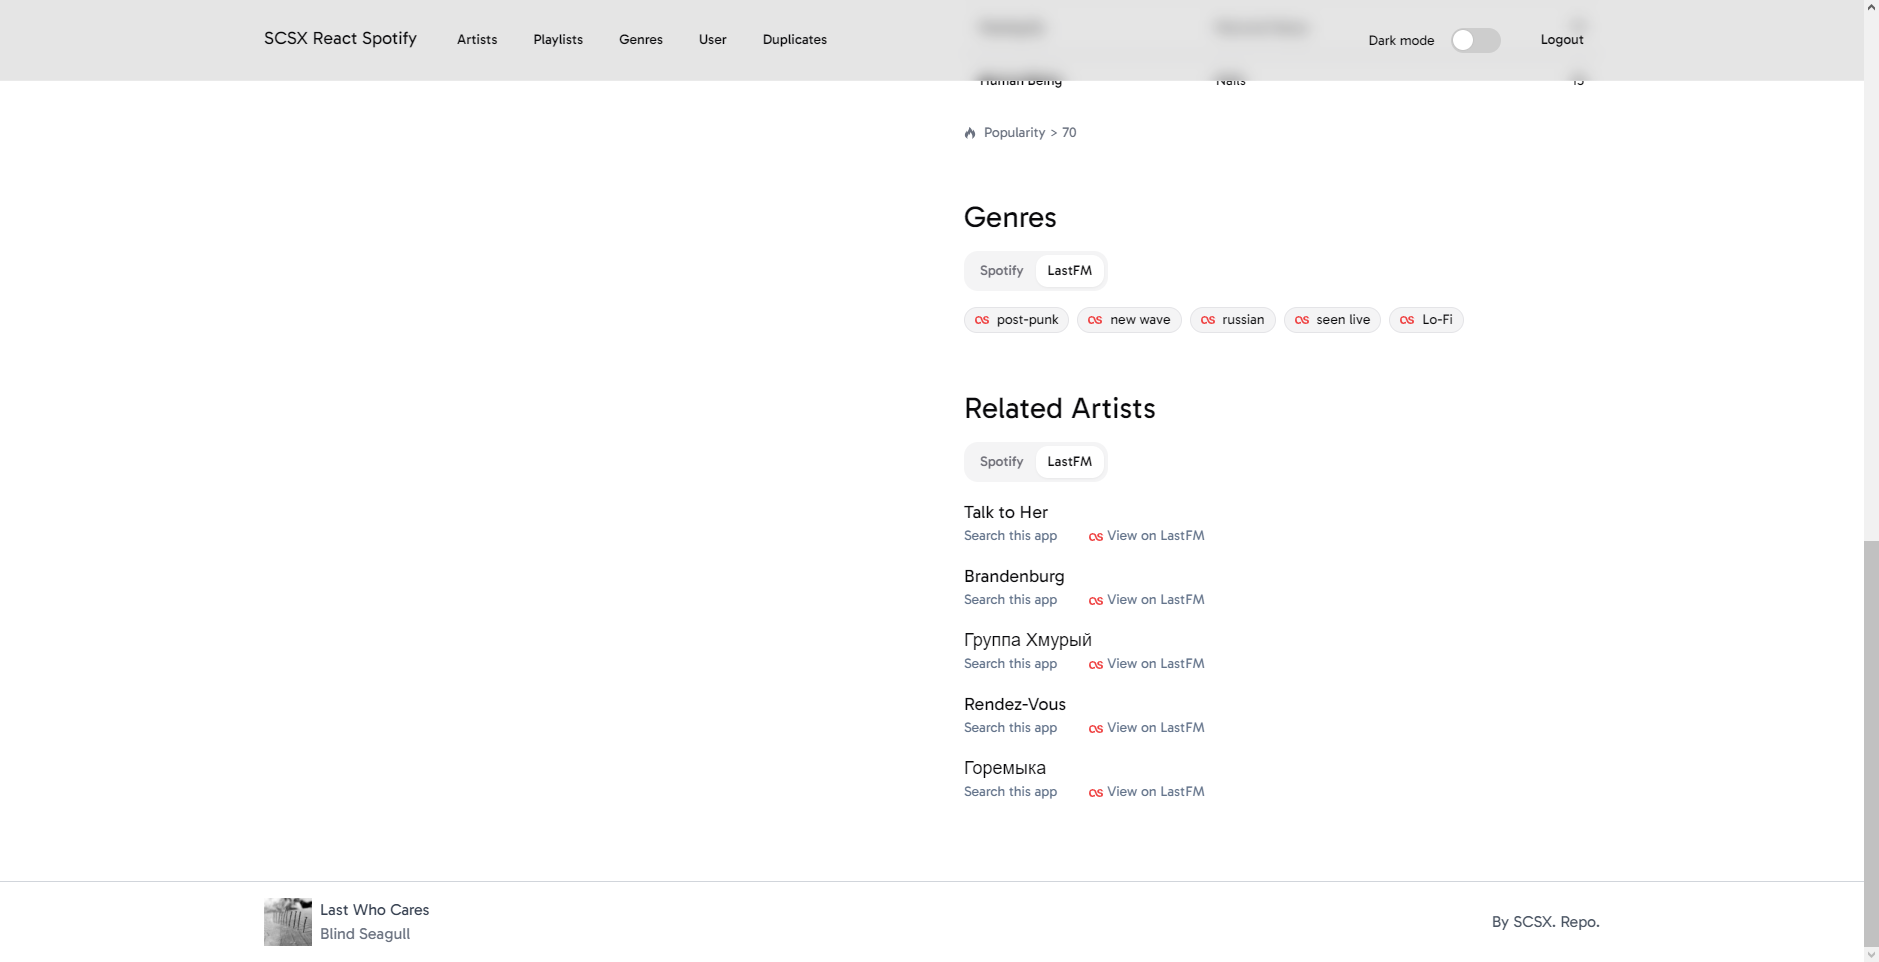 SCSX React Spotify Artists Playlists Genres User Duplicates Dark mode Logout
Human Being Nails
Popularity > 70
Genres
Spotify LastFM
post-punk new wave russian seen live Lo-Fi
Related Artists
Spotify LastFM
Talk to Her
Search this app View on LastFM
Brandenburg
Search this app View on LastFM
Группа Хмурый
Search this app View on LastFM
Rendez-Vous
Search this app View on LastFM
Горемыка
Search this app View on LastFM
Last Who Cares
Blind Seagull
By SCSX. Repo.